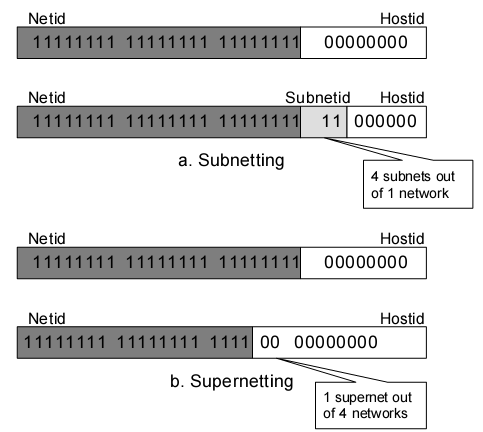 Netid Hostid
11111111 11111111 11111111 00000000
Netid Subnetid Hostid
11111111 11111111 11111111 11 000000
a. Subnetting
4 subnets out
of 1 network
Netid Hostid
11111111 11111111 11111111 00000000
Netid Hostid
11111111 11111111 1111 00 00000000
b. Supernetting
1 supernet out
of 4 networks